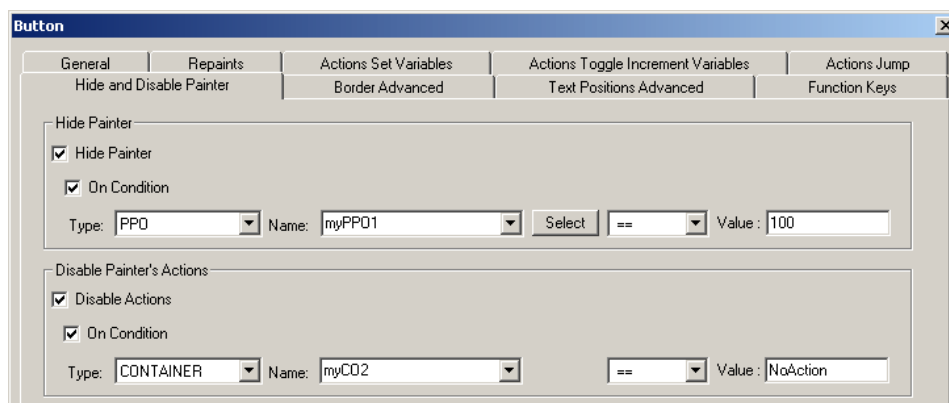 Button
General Repaints Actions Set Variables Actions Toggle Increment Variables Actions Jump
Hide and Disable Painter Border Advanced Text Positions Advanced Function Keys
Hide Painter
Hide Painter
On Condition
Type: PPO Name: myPPO1 Select == Value : 100
Disable Painter's Actions
Disable Actions
On Condition
Type: CONTAINER Name: myCO2 == Value : NoAction